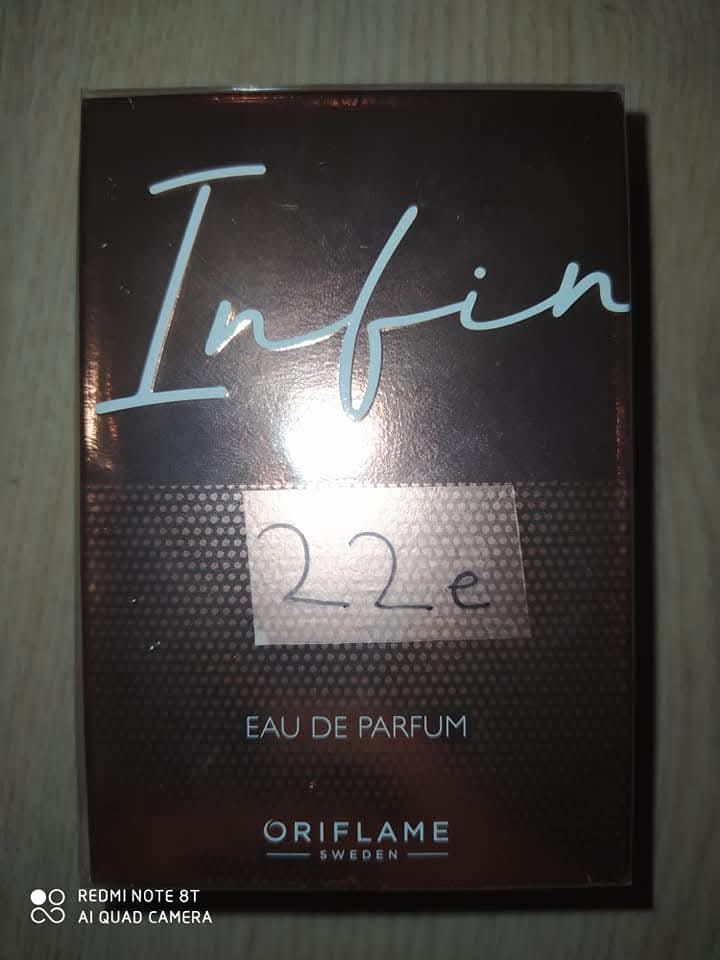 Infin
22e
EAU DE PARFUM
ORIFLAME
SWEDEN
REDMI NOTE 8T
AI QUAD CAMERA